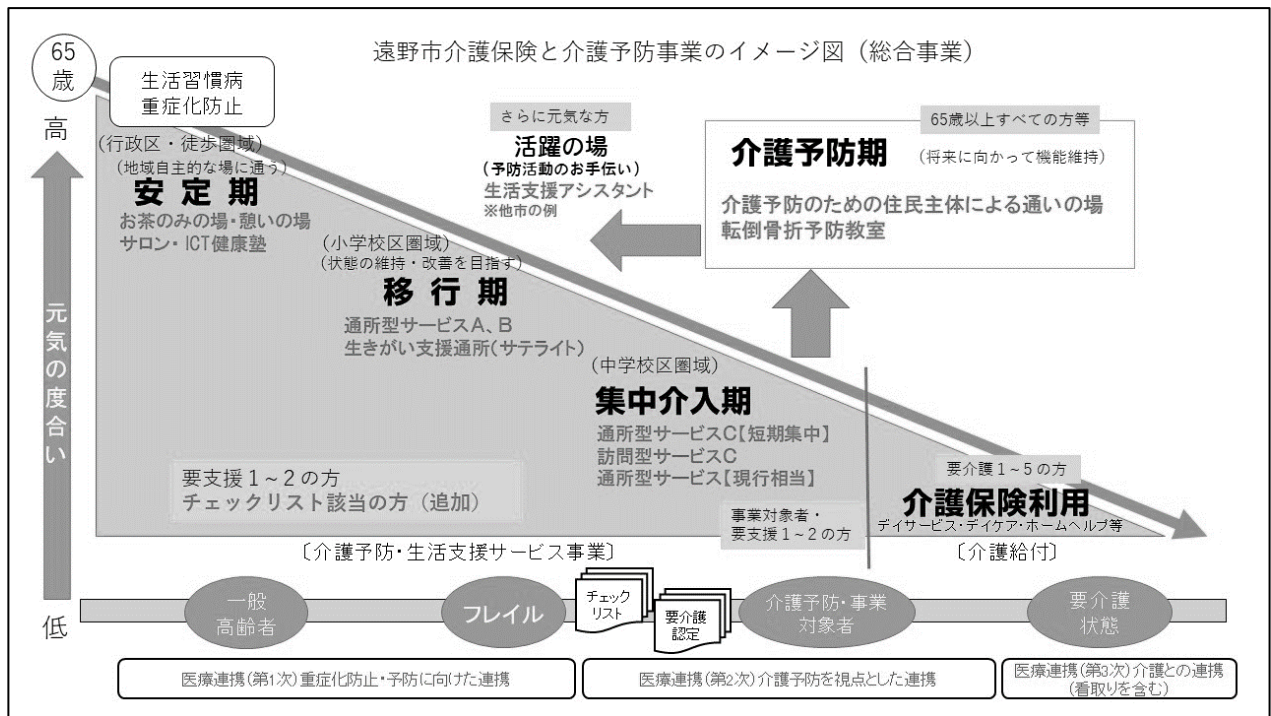 遠野市介護保険と介護予防事業のイメージ図（総合事業）
65
歳
高
元気の度合い
低
生活習慣病
重症化防止
(行政区・徒歩圏域)
(地域自主的な場に通う)
安定期
お茶のみの場・憩いの場
サロン・ICT健康塾
(小学校区圏域)
(状態の維持・改善を目指す)
移行期
通所型サービスA、B
生きがい支援通所(サテライト)
(中学校区圏域)
集中介入期
通所型サービスC【短期集中】
訪問型サービスC
通所型サービス【現行相当】
さらに元気な方
活躍の場
(予防活動のお手伝い)
生活支援アシスタント
※他市の例
65歳以上すべての方等
介護予防期 (将来に向かって機能維持)
介護予防のための住民主体による通いの場
転倒骨折予防教室
要支援1~2の方
チェックリスト該当の方（追加）
事業対象者・
要支援1~2の方
要介護1~5の方
介護保険利用
デイサービス・デイケア・ホームヘルプ等
〔介護予防・生活支援サービス事業〕
〔介護給付〕
一般
高齢者
フレイル
チェック
リスト
要介護
認定
介護予防・事業
対象者
要介護
状態
医療連携(第1次)重症化防止・予防に向けた連携
医療連携(第2次)介護予防を視点とした連携
医療連携(第3次)介護との連携
(看取りを含む)